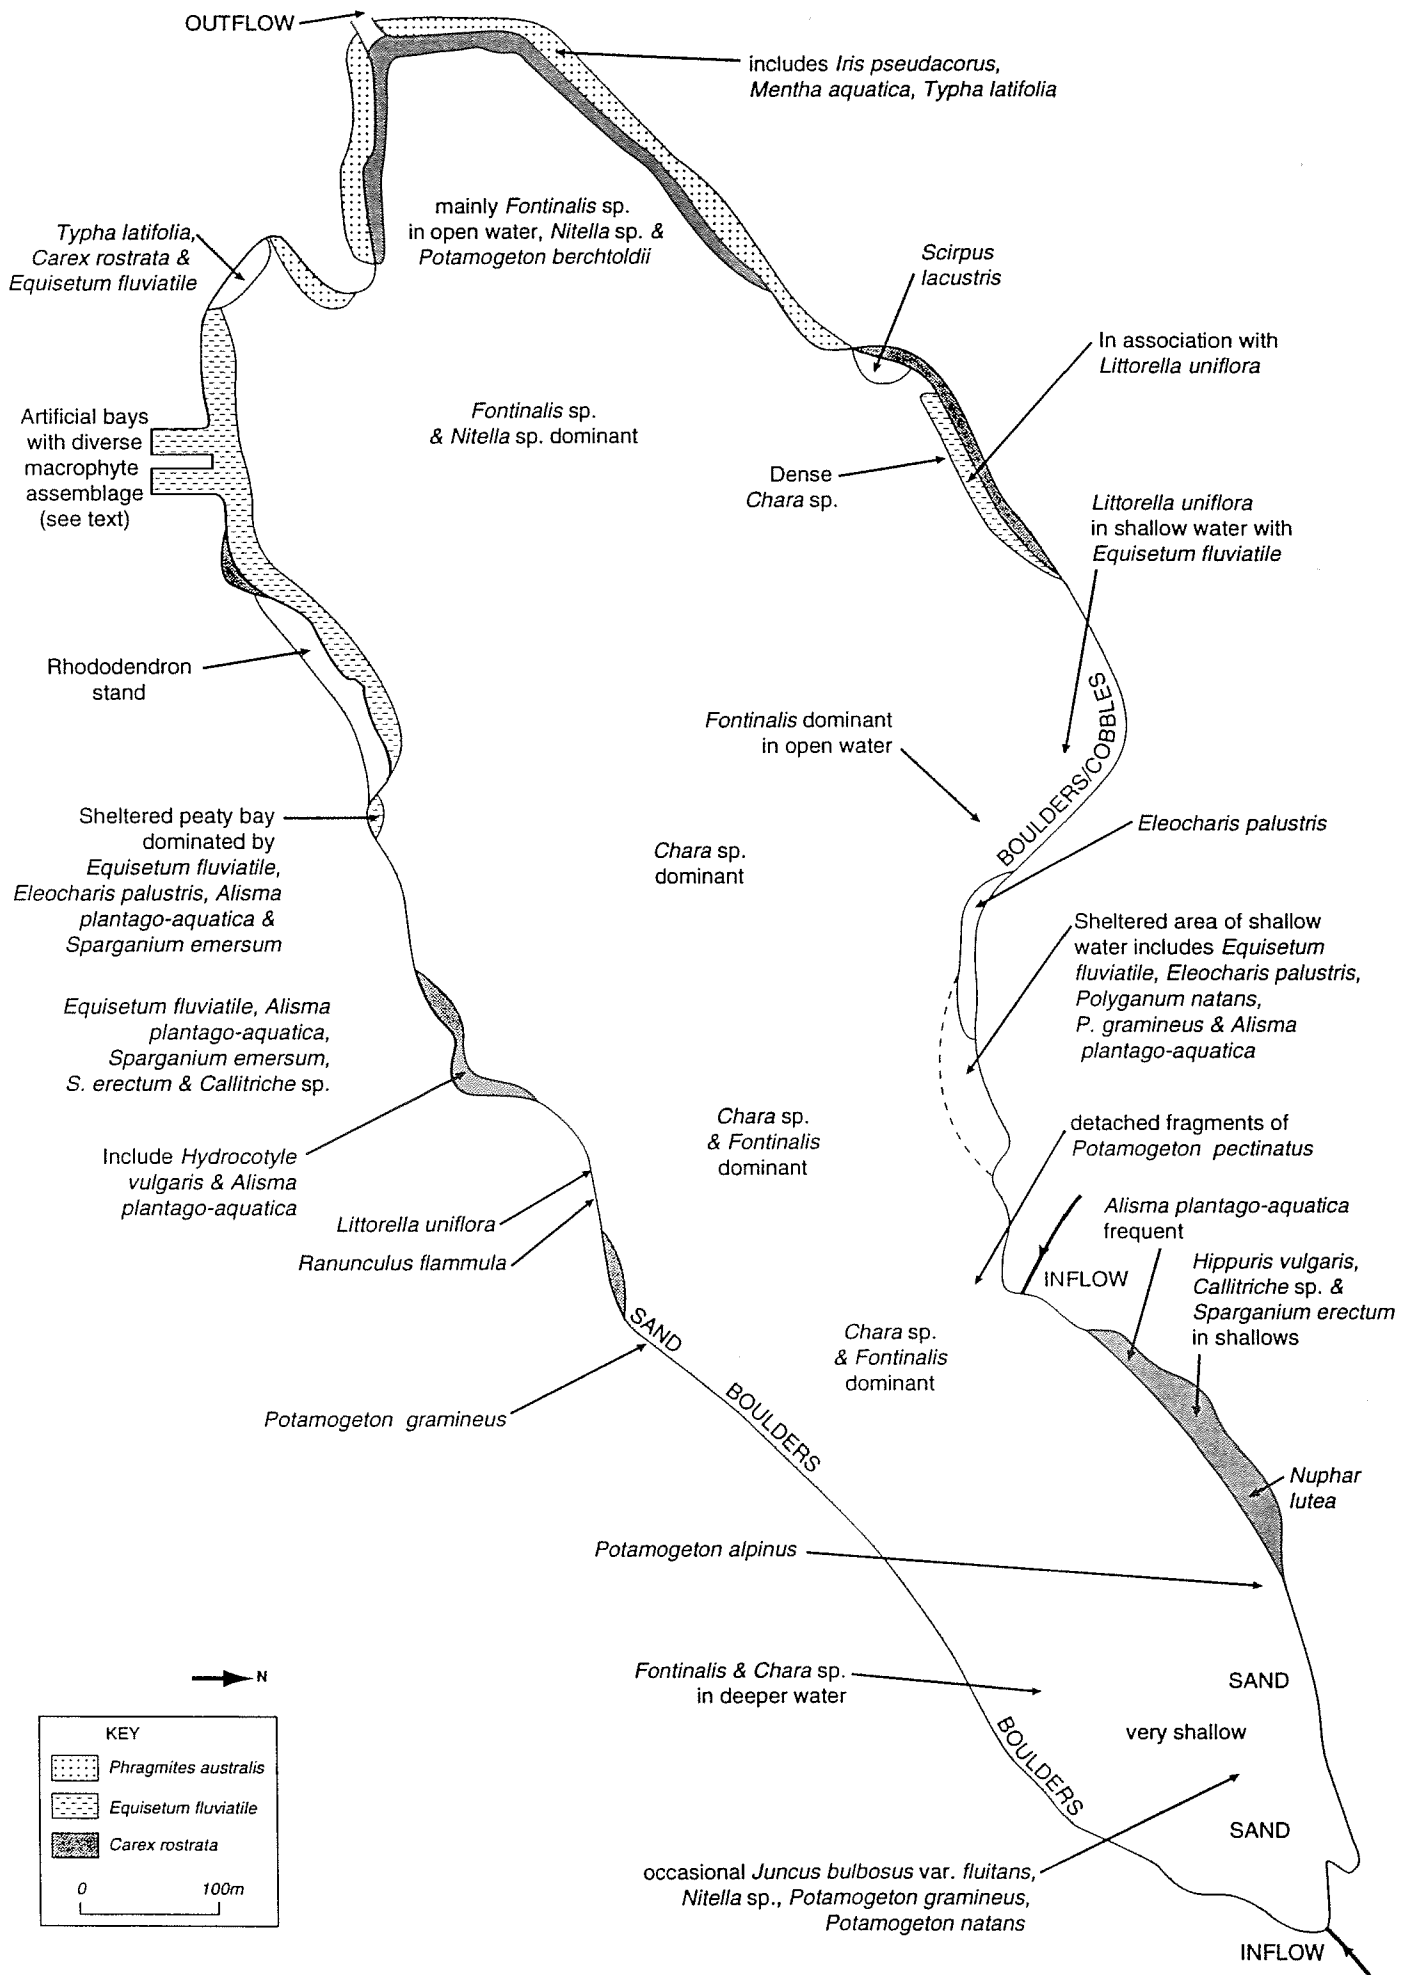 OUTFLOW
includes Iris pseudacorus,
Mentha aquatica, Typha latifolia
mainly Fontinalis sp.
in open water, Nitella sp. &
Potamogeton berchtoldii
Typha latifolia,
Carex rostrata &
Equisetum fluviatile
Scirpus
lacustris
In association with
Littorella uniflora
Fontinalis sp.
& Nitella sp. dominant
Artificial bays
with diverse
macrophyte
assemblage
(see text)
Dense
Chara sp.
Littorella uniflora
in shallow water with
Equisetum fluviatile
Rhododendron
stand
BOULDERS/COBBLES
Fontinalis dominant
in open water
Sheltered peaty bay
dominated by
Equisetum fluviatile,
Eleocharis palustris, Alisma
plantago-aquatica &
Sparganium emersum
Chara sp.
dominant
Eleocharis palustris
Sheltered area of shallow
water includes Equisetum
fluviatile, Eleocharis palustris,
Polyganum natans,
P. gramineus & Alisma
plantago-aquatica
Equisetum fluviatile, Alisma
plantago-aquatica,
Sparganium emersum,
S. erectum & Callitriche sp.
Chara sp.
& Fontinalis
dominant
detached fragments of
Potamogeton pectinatus
Include Hydrocotyle
vulgaris & Alisma
plantago-aquatica
Littorella uniflora
Ranunculus flammula
Alisma plantago-aquatica
frequent
INFLOW
Hippuris vulgaris,
Callitriche sp. &
Sparganium erectum
in shallows
SAND
Chara sp.
& Fontinalis
dominant
Potamogeton gramineus
BOULDERS
Nuphar
lutea
Potamogeton alpinus
Fontinalis & Chara sp.
in deeper water
SAND
very shallow
BOULDERS
SAND
occasional Juncus bulbosus var. fluitans,
Nitella sp., Potamogeton gramineus,
Potamogeton natans
INFLOW
N
KEY
Phragmites australis
Equisetum fluviatile
Carex rostrata
0 100m